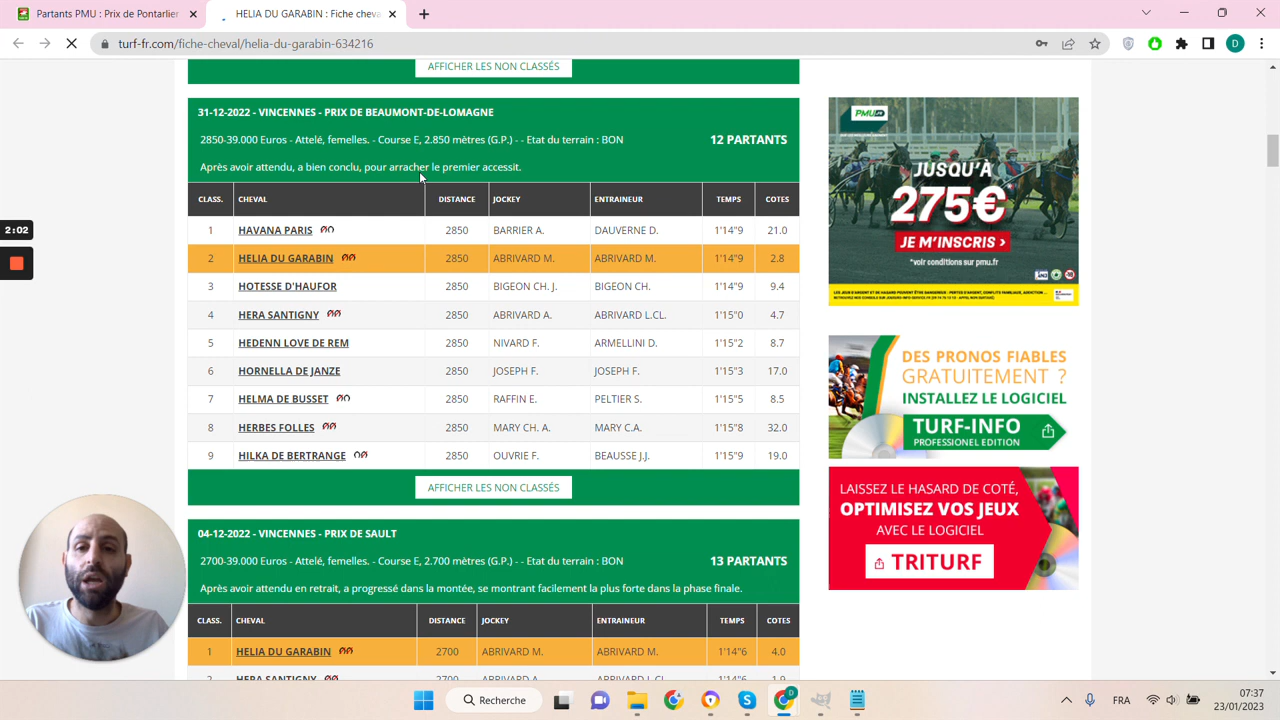 Partants PMU : Prix de Pontarlier
HELIA DU GARABIN : Fiche cheva
turf-fr.com/fiche-cheval/helia-du-garabin-634216
D
AFFICHER LES NON CLASSÉS
31-12-2022 - VINCENNES - PRIX DE BEAUMONT-DE-LOMAGNE
2850-39.000 Euros - Attelé, femelles. - Course E, 2.850 mètres (G.P.) - - Etat du terrain : BON
12 PARTANTS
Après avoir attendu, a bien conclu, pour arracher le premier accessit.
CLASS. CHEVAL DISTANCE JOCKEY ENTRAINEUR TEMPS COTES
1 HAVANA PARIS 2850 BARRIER A. DAUVERNE D. 1'14"9 21.0
2 HELIA DU GARABIN 2850 ABRIVARD M. ABRIVARD M. 1'14"9 2.8
3 HOTESSE D'HAUFOR 2850 BIGEON CH. J. BIGEON CH. 1'14"9 9.4
4 HERA SANTIGNY 2850 ABRIVARD A. ABRIVARD L.CL. 1'15"0 4.7
5 HEDENN LOVE DE REM 2850 NIVARD F. ARMELLINI D. 1'15"2 8.7
6 HORNELLA DE JANZE 2850 JOSEPH F. JOSEPH F. 1'15"3 17.0
7 HELMA DE BUSSET 2850 RAFFIN E. PELTIER S. 1'15"5 8.5
HERBES FOLLES 2850 MARY CH. A. MARY C.A. 1'15"8 32.0
HILKA DE BERTRANGE 2850 OUVRIE F. BEAUSSE J.J. 1'15"9 19.0
AFFICHER LES NON CLASSÉS
04-12-2022 - VINCENNES - PRIX DE SAULT
2700-39.000 Euros - Attelé, femelles. - Course E, 2.700 mètres (G.P.) - - Etat du terrain : BON
13 PARTANTS
Après avoir attendu en retrait, a progressé dans la montée, se montrant facilement la plus forte dans la phase finale.
CLASS. CHEVAL DISTANCE JOCKEY ENTRAINEUR TEMPS COTES
1 HELIA DU GARABIN 2700 ABRIVARD M. ABRIVARD M. 1'14"6 4.0
2 HERA SANTIGNY 2700 ABRIVARD A. ABRIVARD L.CL. 1'14"6 1.9
PMU.fr
JUSQU'À
275€*
JE M'INSCRIS >
*voir conditions sur pmu.fr
DES PRONOS FIABLES
GRATUITEMENT ?
INSTALLEZ LE LOGICIEL
TURF-INFO
PROFESSIONEL EDITION
LAISSEZ LE HASARD DE COTÉ,
OPTIMISEZ VOS JEUX
AVEC LE LOGICIEL
TRITURF
2:02
Recherche
D
FRA
07:37
23/01/2023